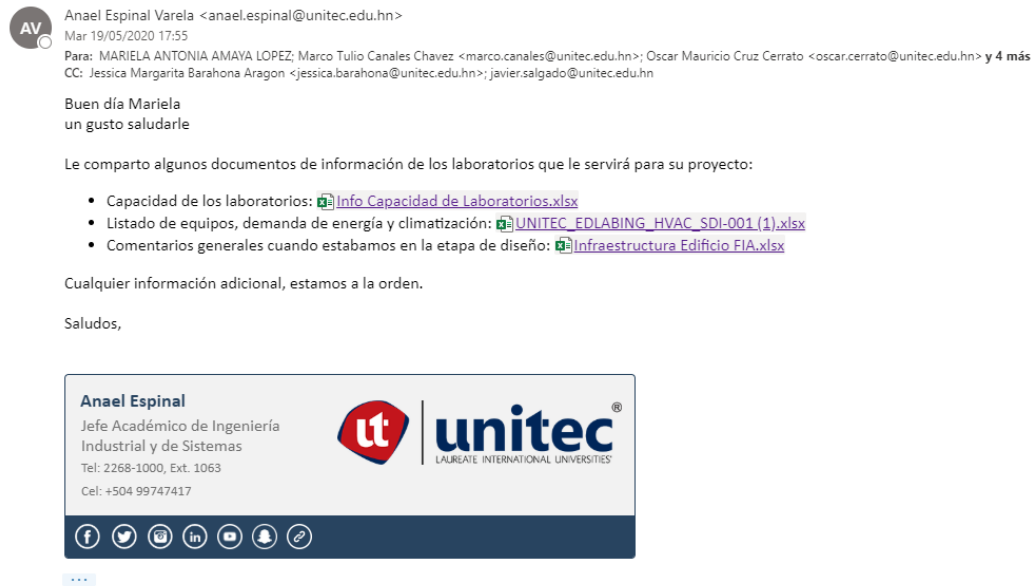 AV
Anael Espinal Varela <anael.espinal@unitec.edu.hn>
Mar 19/05/2020 17:55
Para: MARIELA ANTONIA AMAYA LOPEZ; Marco Tulio Canales Chavez <marco.canales@unitec.edu.hn>; Oscar Mauricio Cruz Cerrato <oscar.cerrato@unitec.edu.hn> y 4 más
CC: Jessica Margarita Barahona Aragon <jessica.barahona@unitec.edu.hn>; javier.salgado@unitec.edu.hn
Buen día Mariela
un gusto saludarle
Le comparto algunos documentos de información de los laboratorios que le servirá para su proyecto:
• Capacidad de los laboratorios: Info Capacidad de Laboratorios.xlsx
• Listado de equipos, demanda de energía y climatización: UNITEC_EDLABING_HVAC_SDI-001 (1).xlsx
• Comentarios generales cuando estabamos en la etapa de diseño: Infraestructura Edificio FIA.xlsx
Cualquier información adicional, estamos a la orden.
Saludos,
Anael Espinal
Jefe Académico de Ingeniería
Industrial y de Sistemas
Tel: 2268-1000, Ext. 1063
Cel: +504 99747417
ut unitec®
LAUREATE INTERNATIONAL UNIVERSITIES
...